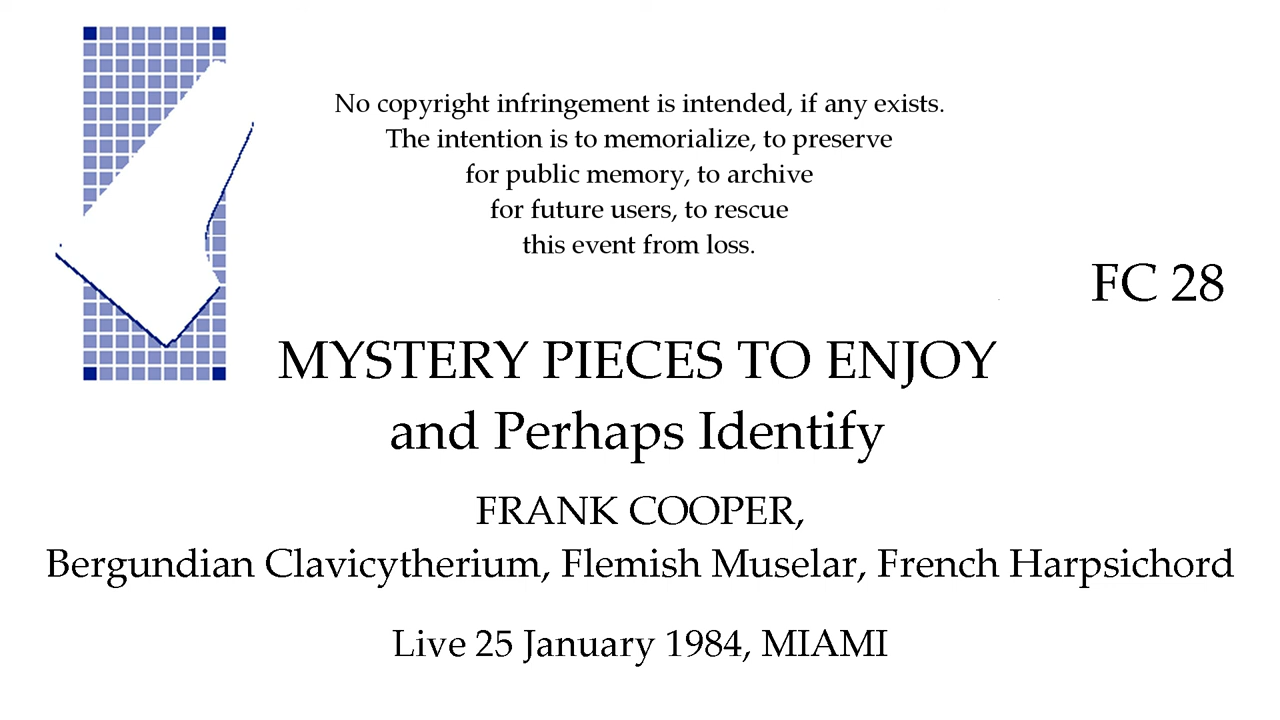 No copyright infringement is intended, if any exists.
The intention is to memorialize, to preserve
for public memory, to archive
for future users, to rescue
this event from loss.
FC 28
MYSTERY PIECES TO ENJOY
and Perhaps Identify
FRANK COOPER,
Bergundian Clavicytherium, Flemish Muselar, French Harpsichord
Live 25 January 1984, MIAMI